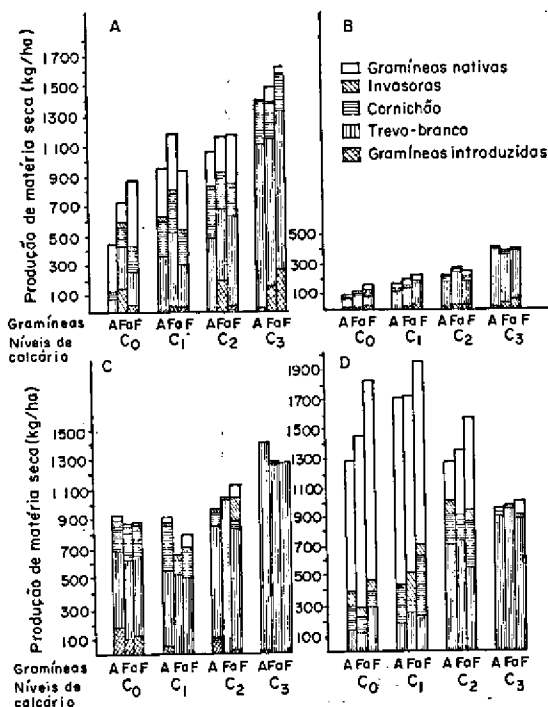 A
Produção de matéria seca (kg/ha)
1700
1500
1300
1100
900
700
500
300
100
Gramíneas A Fa F A Fa F A Fa F A Fa F
Níveis de calcário C0 C1 C2 C3
B
Gramíneas nativas
Invasoras
Cornichão
Trevo-branco
Gramíneas introduzidas
500
300
100
A Fa F A Fa F A Fa F A Fa F
C0 C1 C2 C3
C
Produção de matéria seca (kg/ha)
1500
1300
1100
900
700
500
300
100
Gramíneas A Fa F A Fa F A Fa F A Fa F
Níveis de calcário C0 C1 C2 C3
D
1900
1700
1500
1300
1100
900
700
500
300
100
A Fa F A Fa F A Fa F A Fa F
C0 C1 C2 C3